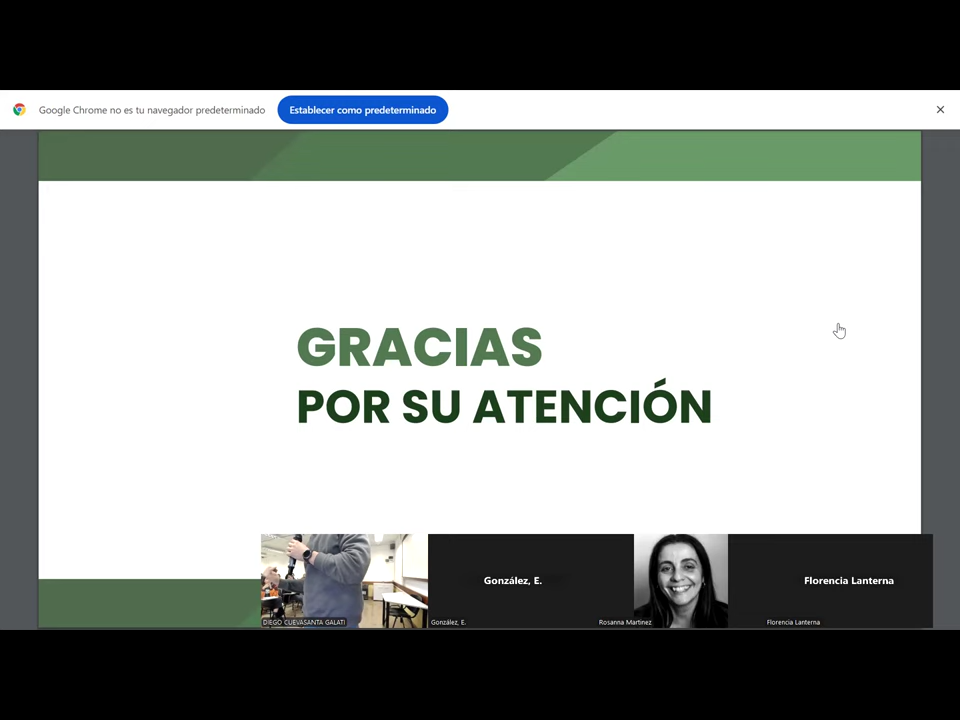 Google Chrome no es tu navegador predeterminado
Establecer como predeterminado
GRACIAS
POR SU ATENCIÓN
González, E.
Florencia Lanterna
DIEGO CUEVASANTA GALATI
González, E.
Rosanna Martinez
Florencia Lanterna